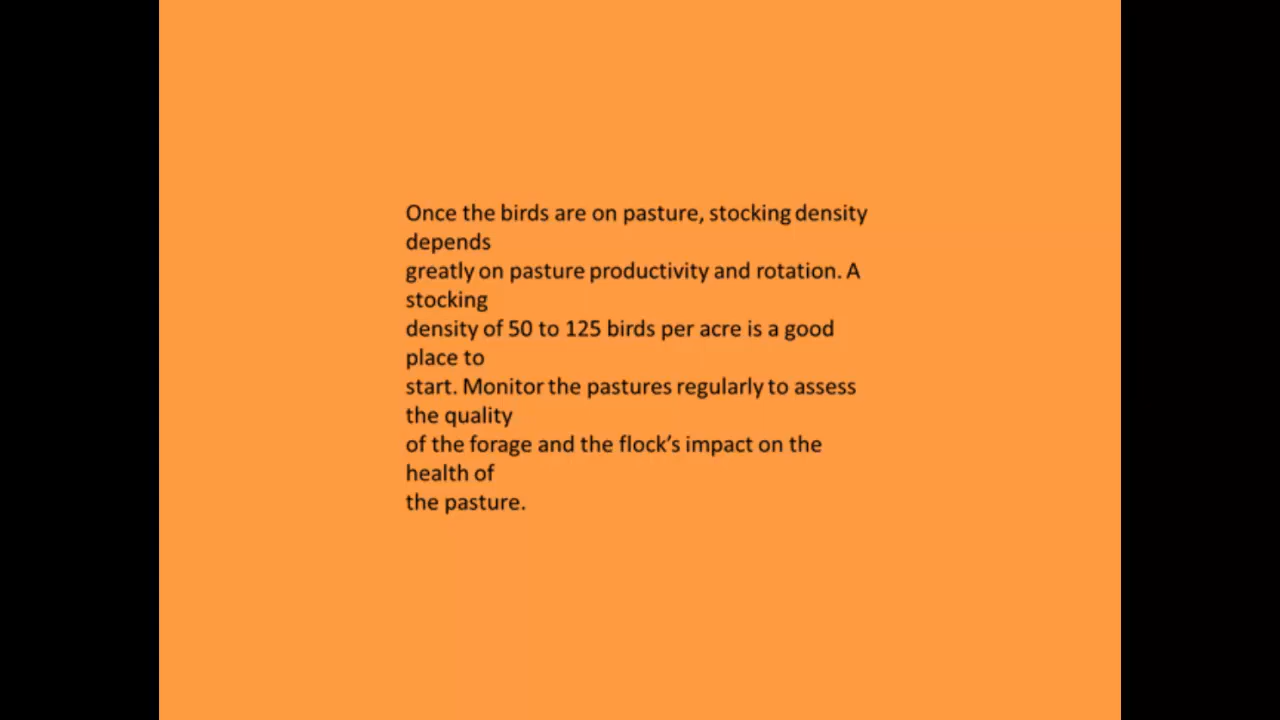 Once the birds are on pasture, stocking density
depends
greatly on pasture productivity and rotation. A
stocking
density of 50 to 125 birds per acre is a good
place to
start. Monitor the pastures regularly to assess
the quality
of the forage and the flock’s impact on the
health of
the pasture.